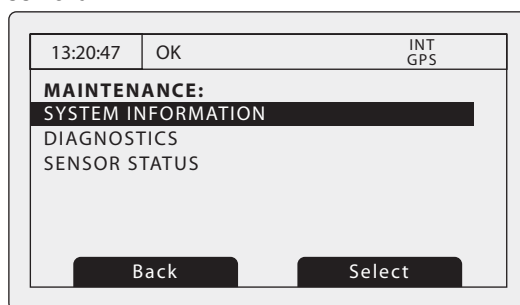 13:20:47 OK INT
GPS
MAINTENANCE:
SYSTEM INFORMATION
DIAGNOSTICS
SENSOR STATUS
Back Select